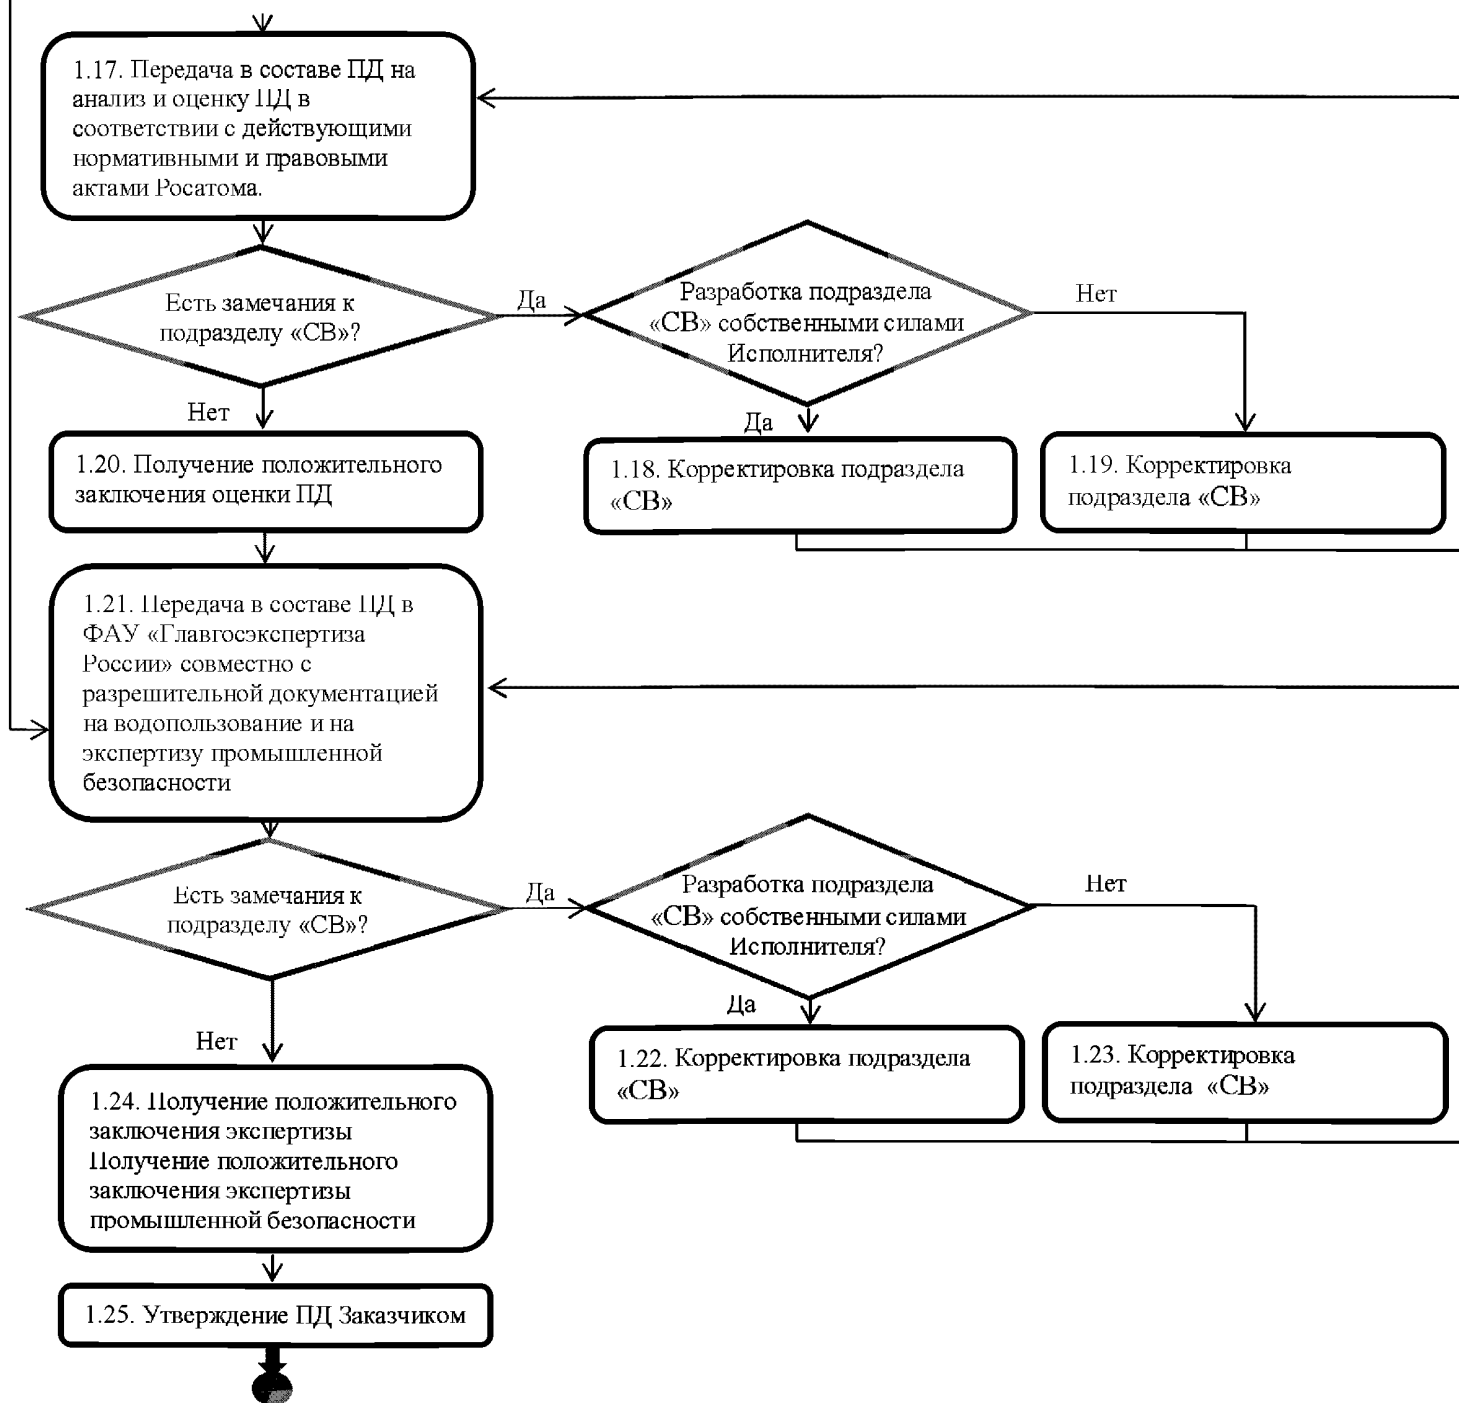 1.17. Передача в составе ПД на
анализ и оценку ПД в
соответствии с действующими
нормативными и правовыми
актами Росатома.
Есть замечания к
подразделу «СВ»?
Да
Разработка подраздела
«СВ» собственными силами
Исполнителя?
Нет
Нет
Да
1.20. Получение положительного
заключения оценки ПД
1.18. Корректировка подраздела
«СВ»
1.19. Корректировка
подраздела «СВ»
1.21. Передача в составе ПД в
ФАУ «Главгосэкспертиза
России» совместно с
разрешительной документацией
на водопользование и на
экспертизу промышленной
безопасности
Есть замечания к
подразделу «СВ»?
Да
Разработка подраздела
«СВ» собственными силами
Исполнителя?
Нет
Нет
Да
1.22. Корректировка подраздела
«СВ»
1.23. Корректировка
подраздела «СВ»
1.24. Получение положительного
заключения экспертизы
Получение положительного
заключения экспертизы
промышленной безопасности
1.25. Утверждение ПД Заказчиком